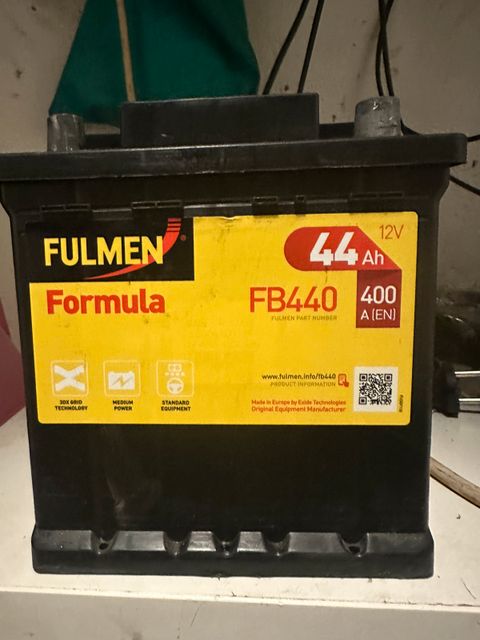 FULMEN
12V
44 Ah
Formula
FB440
FULMEN PART NUMBER
400
A (EN)
www.fulmen.info/fb440
PRODUCT INFORMATION
3DX GRID
TECHNOLOGY
MEDIUM
POWER
STANDARD
EQUIPMENT
Made in Europe by Exide Technologies
Original Equipment Manufacturer